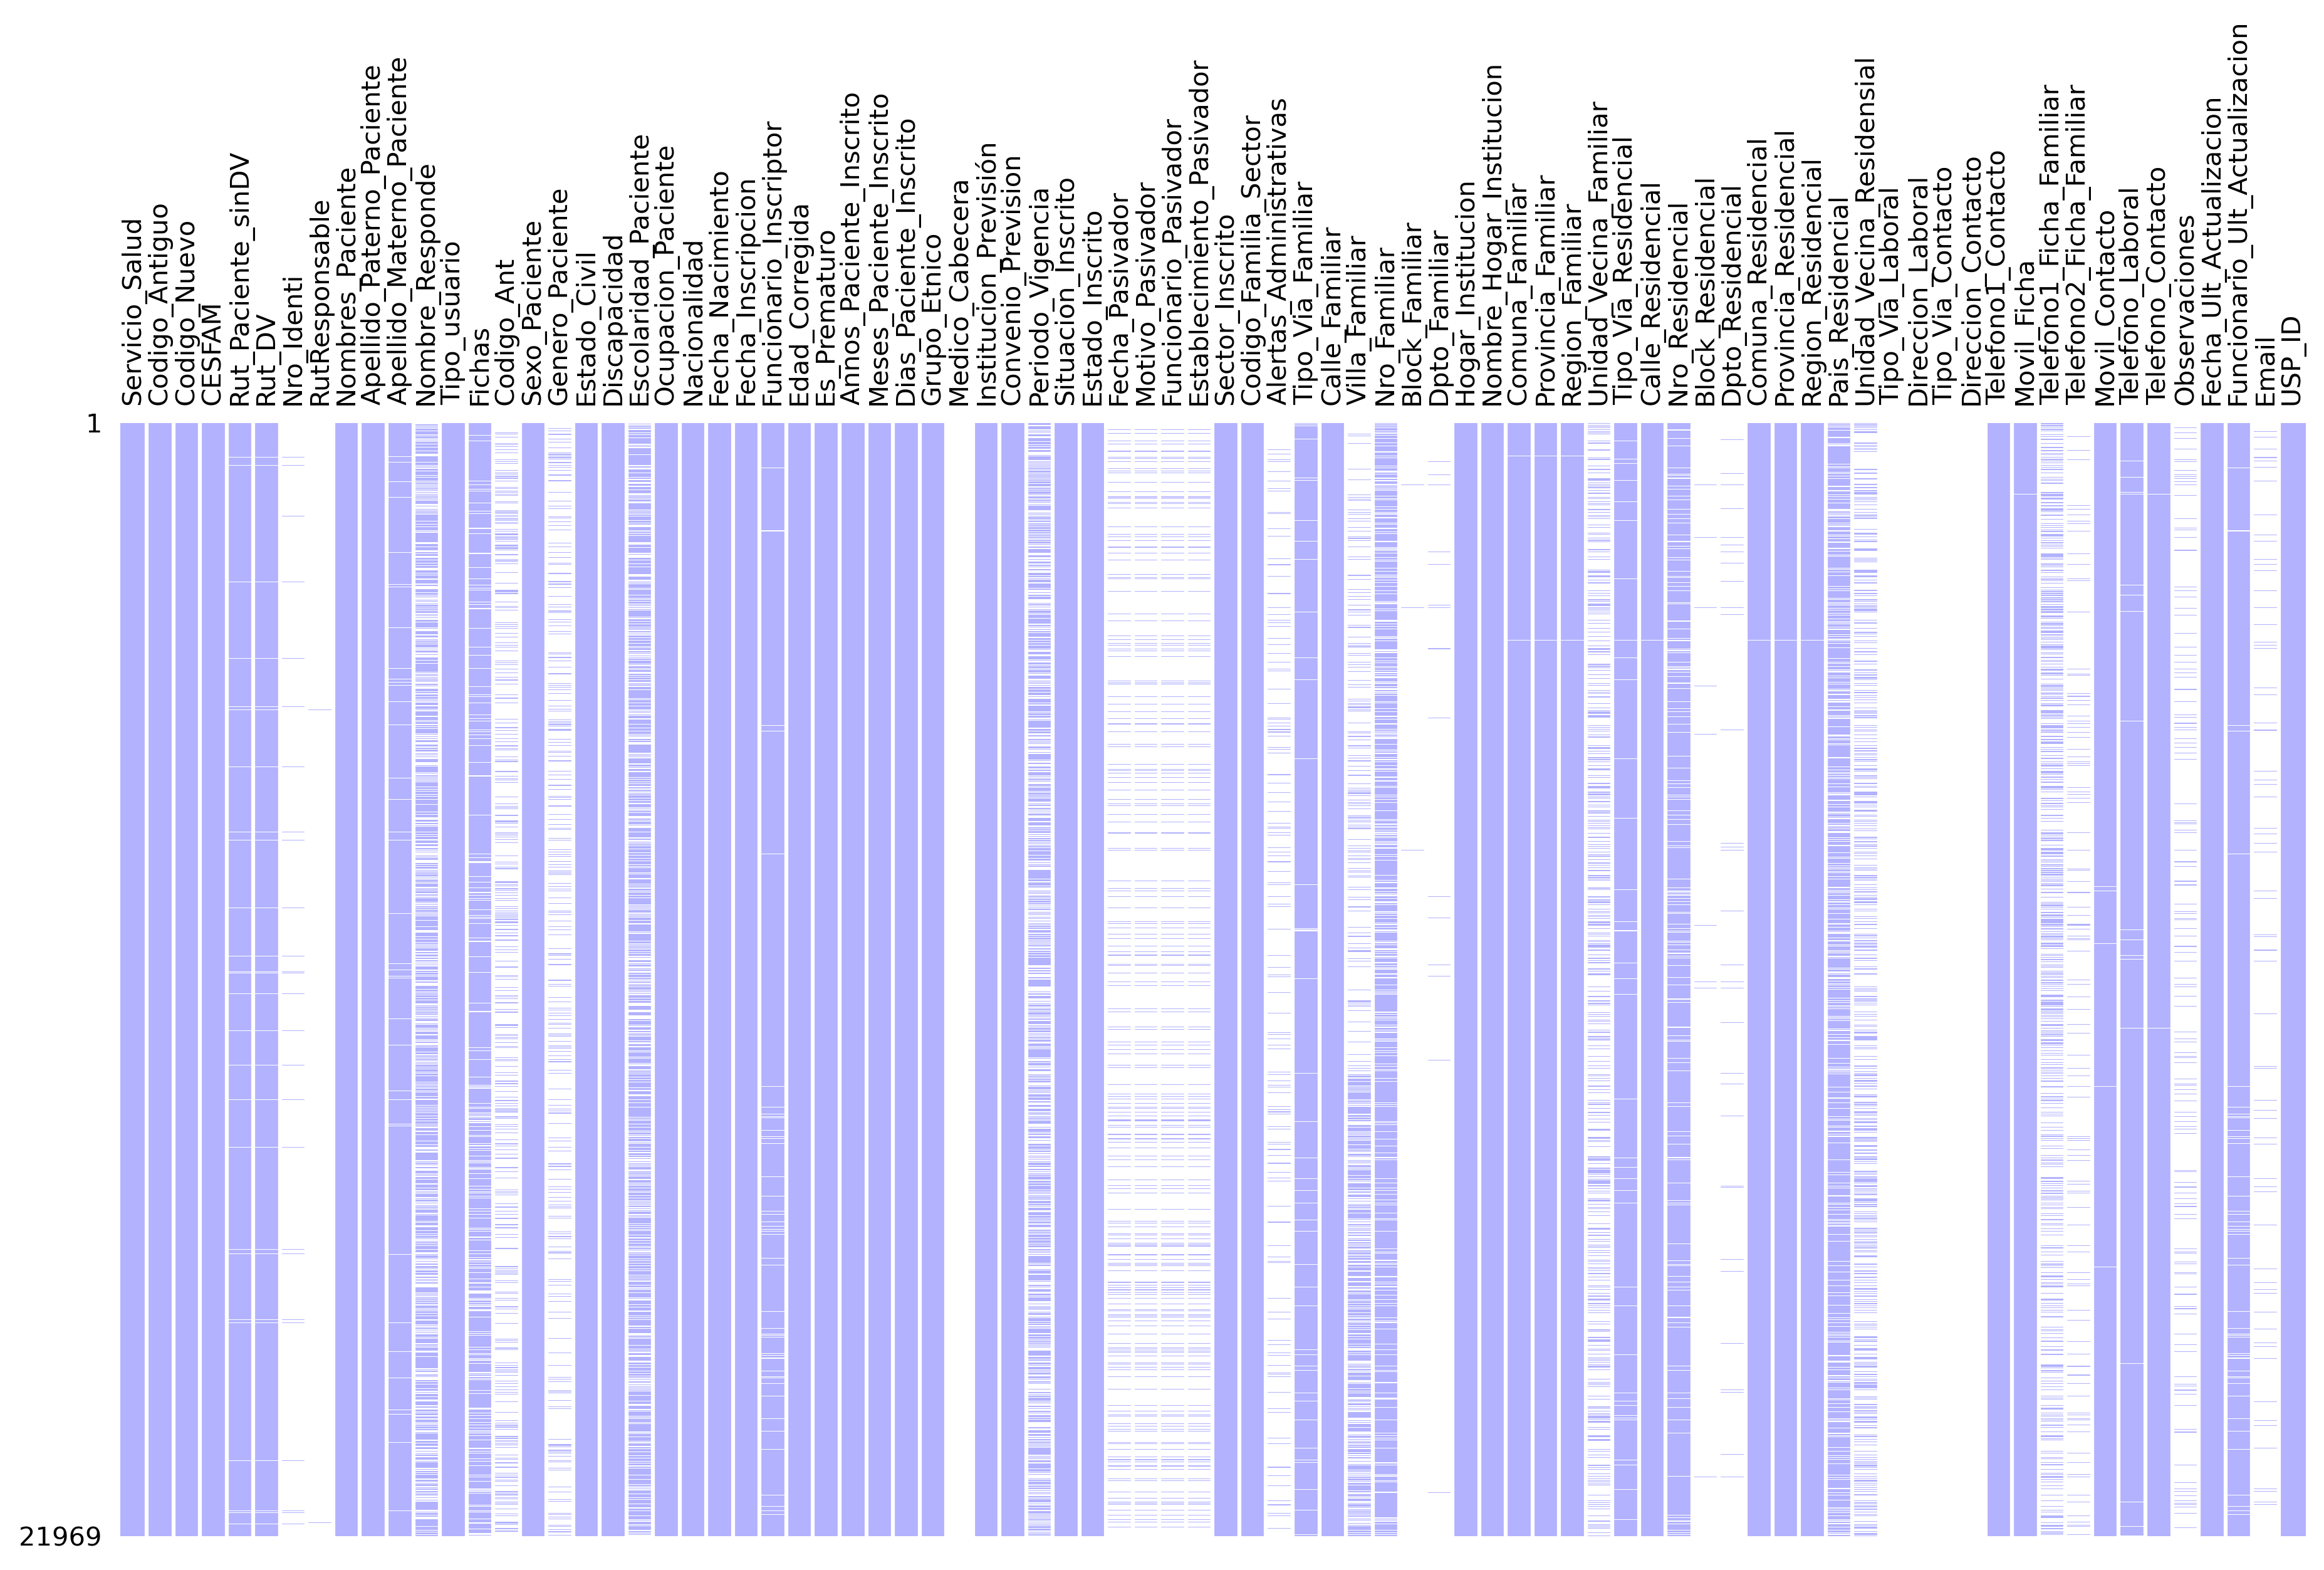 Servicio_Salud
Codigo_Antiguo
Codigo_Nuevo
CESFAM
Rut_Paciente_sinDV
Rut_DV
Nro_Identi
RutResponsable
Nombres_Paciente
Apellido_Paterno_Paciente
Apellido_Materno_Paciente
Nombre_Responde
Tipo_usuario
Fichas
Codigo_Ant
Sexo_Paciente
Genero_Paciente
Estado_Civil
Discapacidad
Escolaridad_Paciente
Ocupacion_Paciente
Nacionalidad
Fecha_Nacimiento
Fecha_Inscripcion
Funcionario_Inscriptor
Edad_Corregida
Es_Prematuro
Annos_Paciente_Inscrito
Meses_Paciente_Inscrito
Dias_Paciente_Inscrito
Grupo_Etnico
Medico_Cabecera
Institucion_Previsión
Convenio_Prevision
Periodo_Vigencia
Situacion_Inscrito
Estado_Inscrito
Fecha_Pasivador
Motivo_Pasivador
Funcionario_Pasivador
Establecimiento_Pasivador
Sector_Inscrito
Codigo_Familia_Sector
Alertas_Administrativas
Tipo_Via_Familiar
Calle_Familiar
Villa_Familiar
Nro_Familiar
Block_Familiar
Dpto_Familiar
Hogar_Institucion
Nombre_Hogar_Institucion
Comuna_Familiar
Provincia_Familiar
Region_Familiar
Unidad_Vecina_Familiar
Tipo_Via_Residencial
Calle_Residencial
Nro_Residencial
Block_Residencial
Dpto_Residencial
Comuna_Residencial
Provincia_Residencial
Region_Residencial
Pais_Residencial
Unidad_Vecina_Residensial
Tipo_Via_Laboral
Direccion_Laboral
Tipo_Via_Contacto
Direccion_Contacto
Telefono1_Contacto
Movil_Ficha
Telefono1_Ficha_Familiar
Telefono2_Ficha_Familiar
Movil_Contacto
Telefono_Laboral
Telefono_Contacto
Observaciones
Fecha_Ult_Actualizacion
Funcionario_Ult_Actualizacion
Email
USP_ID
1
21969